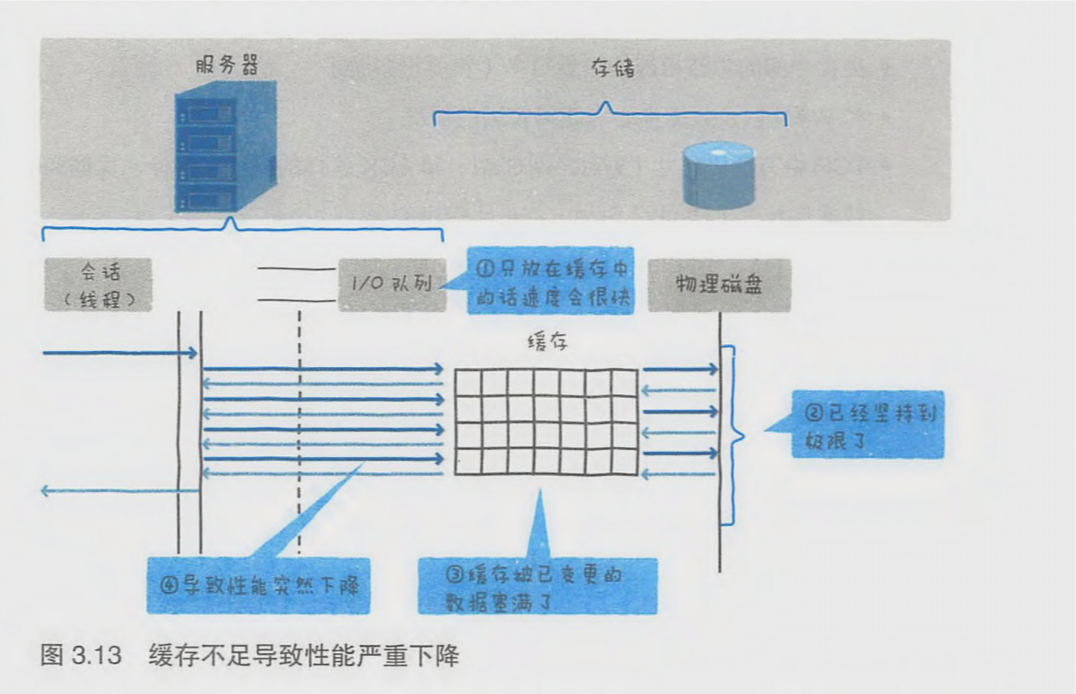 服务器
存储
会话
（线程）
I/O 队列
①只放在缓存中
的话速度会很快
物理磁盘
缓存
②已经坚持到
极限了
④导致性能突然下降
③缓存被已变更的
数据塞满了
图 3.13 缓存不足导致性能严重下降